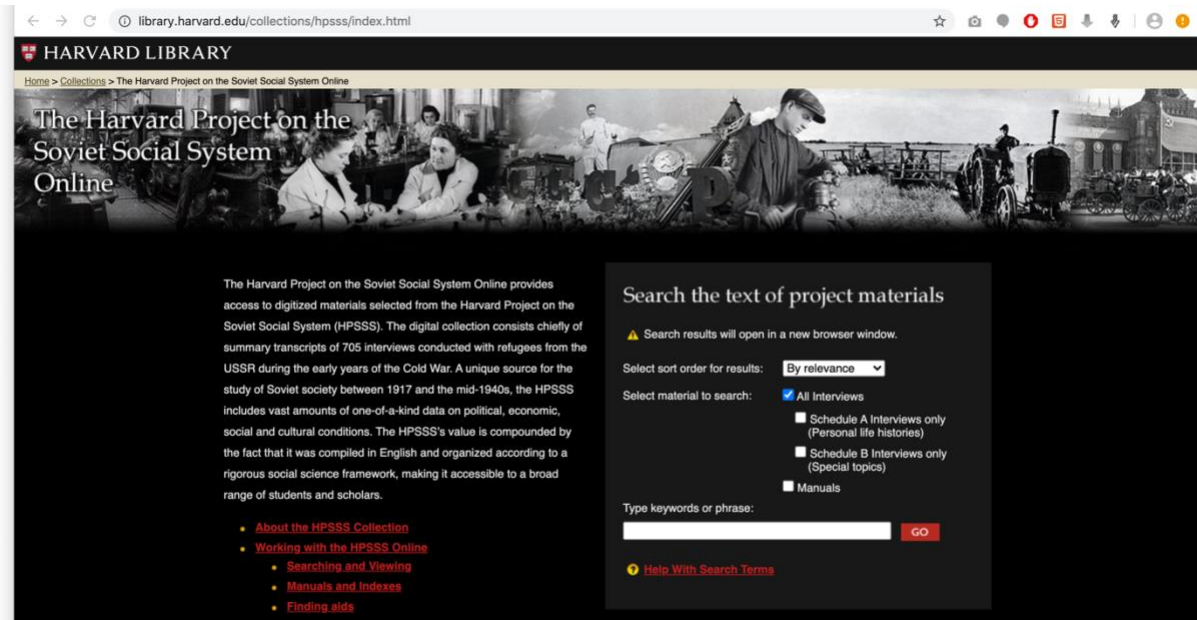 library.harvard.edu/collections/hpsss/index.html
HARVARD LIBRARY
Home > Collections > The Harvard Project on the Soviet Social System Online
The Harvard Project on the
Soviet Social System
Online
The Harvard Project on the Soviet Social System Online provides
access to digitized materials selected from the Harvard Project on the
Soviet Social System (HPSSS). The digital collection consists chiefly of
summary transcripts of 705 interviews conducted with refugees from the
USSR during the early years of the Cold War. A unique source for the
study of Soviet society between 1917 and the mid-1940s, the HPSSS
includes vast amounts of one-of-a-kind data on political, economic,
social and cultural conditions. The HPSSS's value is compounded by
the fact that it was compiled in English and organized according to a
rigorous social science framework, making it accessible to a broad
range of students and scholars.
About the HPSSS Collection
Working with the HPSSS Online
Searching and Viewing
Manuals and Indexes
Finding aids
Search the text of project materials
Search results will open in a new browser window.
Select sort order for results: By relevance
Select material to search: All Interviews
Schedule A Interviews only
(Personal life histories)
Schedule B Interviews only
(Special topics)
Manuals
Type keywords or phrase:
GO
Help With Search Terms